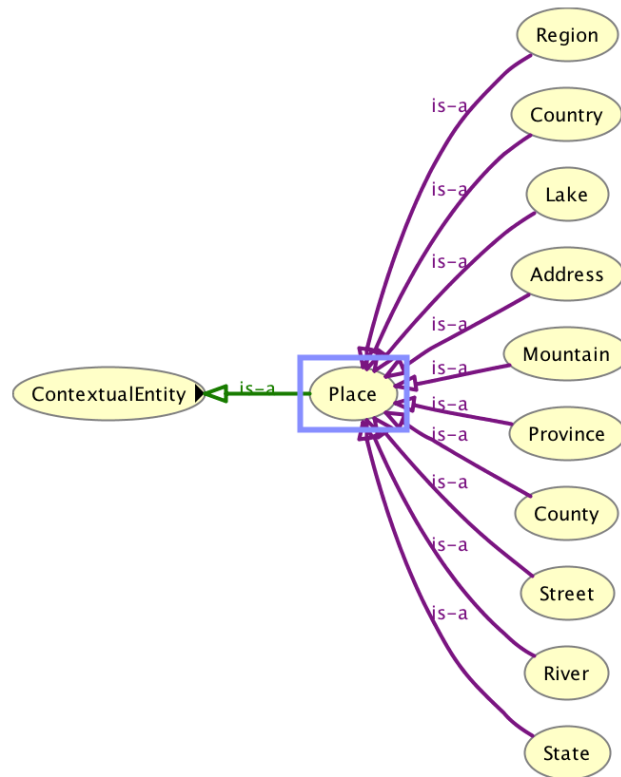 Region
is-a
Country
is-a
Lake
is-a
Address
is-a
Mountain
is-a
ContextualEntity
is-a
Place
is-a
Province
is-a
County
is-a
Street
is-a
River
is-a
State